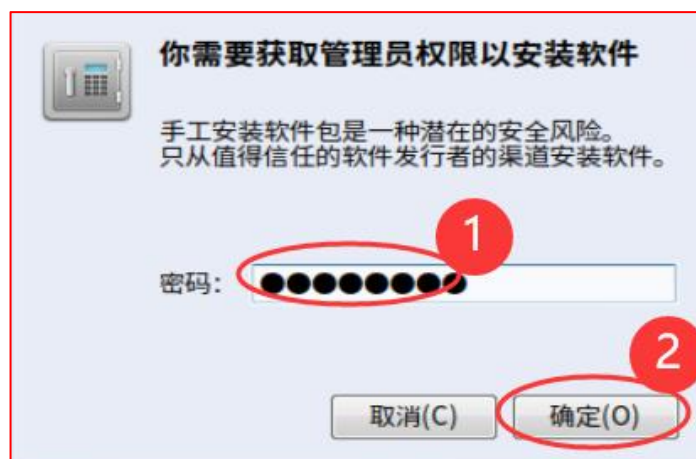 你需要获取管理员权限以安装软件
手工安装软件包是一种潜在的安全风险。
只从值得信任的软件发行者的渠道安装软件。
1
密码: ●●●●●●●●
2
取消(C) 确定(O)